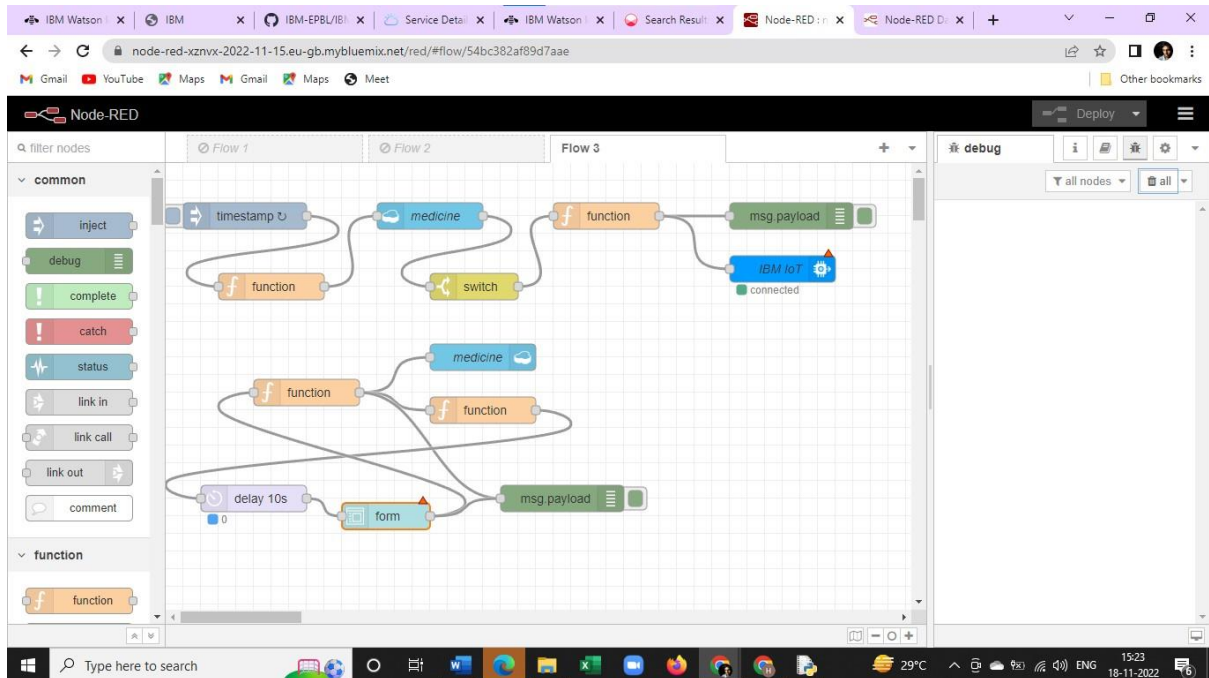 IBM Watson
IBM
IBM-EPBL/IB
Service Detail
IBM Watson
Search Result
Node-RED : n
Node-RED D
node-red-xznvx-2022-11-15.eu-gb.mybluemix.net/red/#flow/54bc382af89d7aae
Gmail YouTube Maps Gmail Maps Meet Other bookmarks
Node-RED Deploy
filter nodes
Flow 1 Flow 2 Flow 3
debug
all nodes all
common
inject
debug
complete
catch
status
link in
link call
link out
comment
function
function
timestamp ↻
medicine
function
msg.payload
function
switch
IBM IoT
connected
medicine
function
function
delay 10s
0
form
msg.payload
Type here to search
29°C
ENG
15:23
18-11-2022